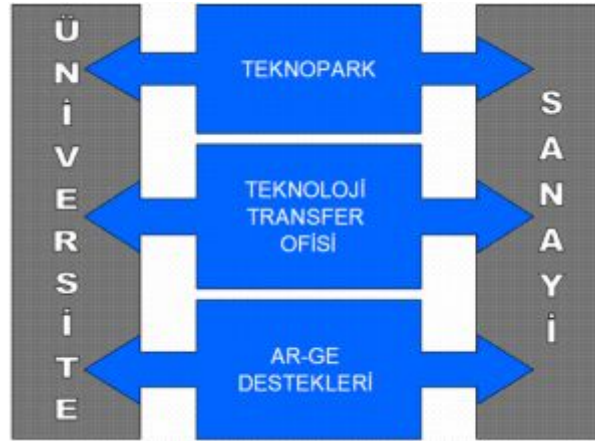 ÜNİVERSİTE
TEKNOPARK
TEKNOLOJİ
TRANSFER
OFİSİ
AR-GE
DESTEKLERİ
SANAYİ